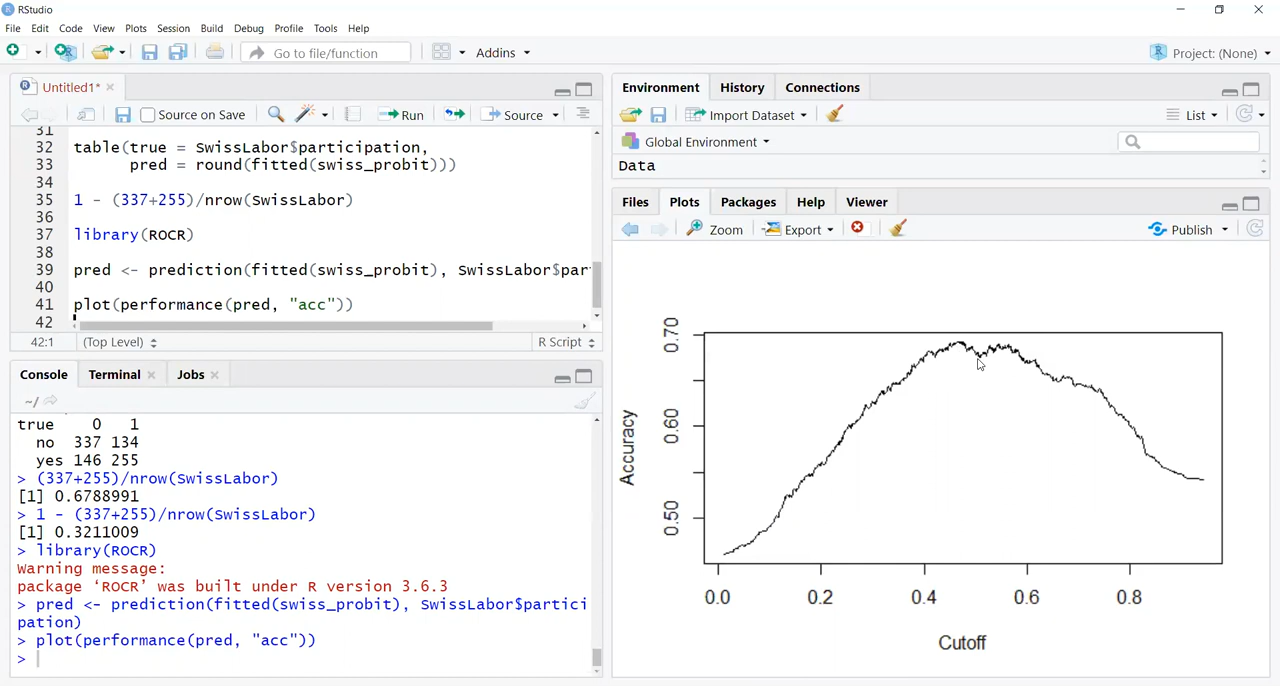 RStudio
File Edit Code View Plots Session Build Debug Profile Tools Help
Go to file/function Addins Project: (None)
Untitled1*
Source on Save Run Source
31
32 table(true = SwissLabor$participation,
33 pred = round(fitted(swiss_probit)))
34
35 1 - (337+255)/nrow(SwissLabor)
36
37 library(ROCR)
38
39 pred <- prediction(fitted(swiss_probit), SwissLabor$par
40
41 plot(performance(pred, "acc"))
42
42:1 (Top Level) R Script
Console Terminal Jobs
~/
true 0 1
no 337 134
yes 146 255
> (337+255)/nrow(SwissLabor)
[1] 0.6788991
> 1 - (337+255)/nrow(SwissLabor)
[1] 0.3211009
> library(ROCR)
Warning message:
package ‘ROCR’ was built under R version 3.6.3
> pred <- prediction(fitted(swiss_probit), SwissLabor$partici
pation)
> plot(performance(pred, "acc"))
>
Environment History Connections
Import Dataset List
Global Environment
Data
Files Plots Packages Help Viewer
Zoom Export Publish
0.70
0.60
0.50
Accuracy
0.0 0.2 0.4 0.6 0.8
Cutoff